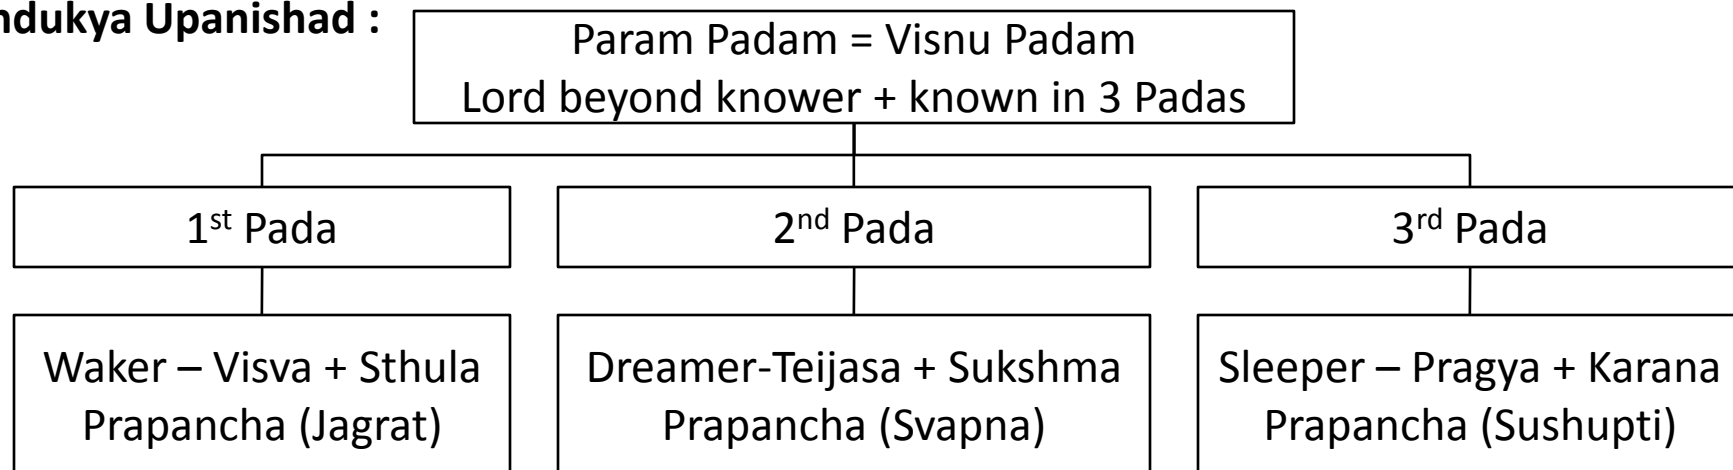 ndukya Upanishad :
Param Padam = Visnu Padam
Lord beyond knower + known in 3 Padas
1st Pada
2nd Pada
3rd Pada
Waker – Visva + Sthula
Prapancha (Jagrat)
Dreamer-Teijasa + Sukshma
Prapancha (Svapna)
Sleeper – Pragya + Karana
Prapancha (Sushupti)